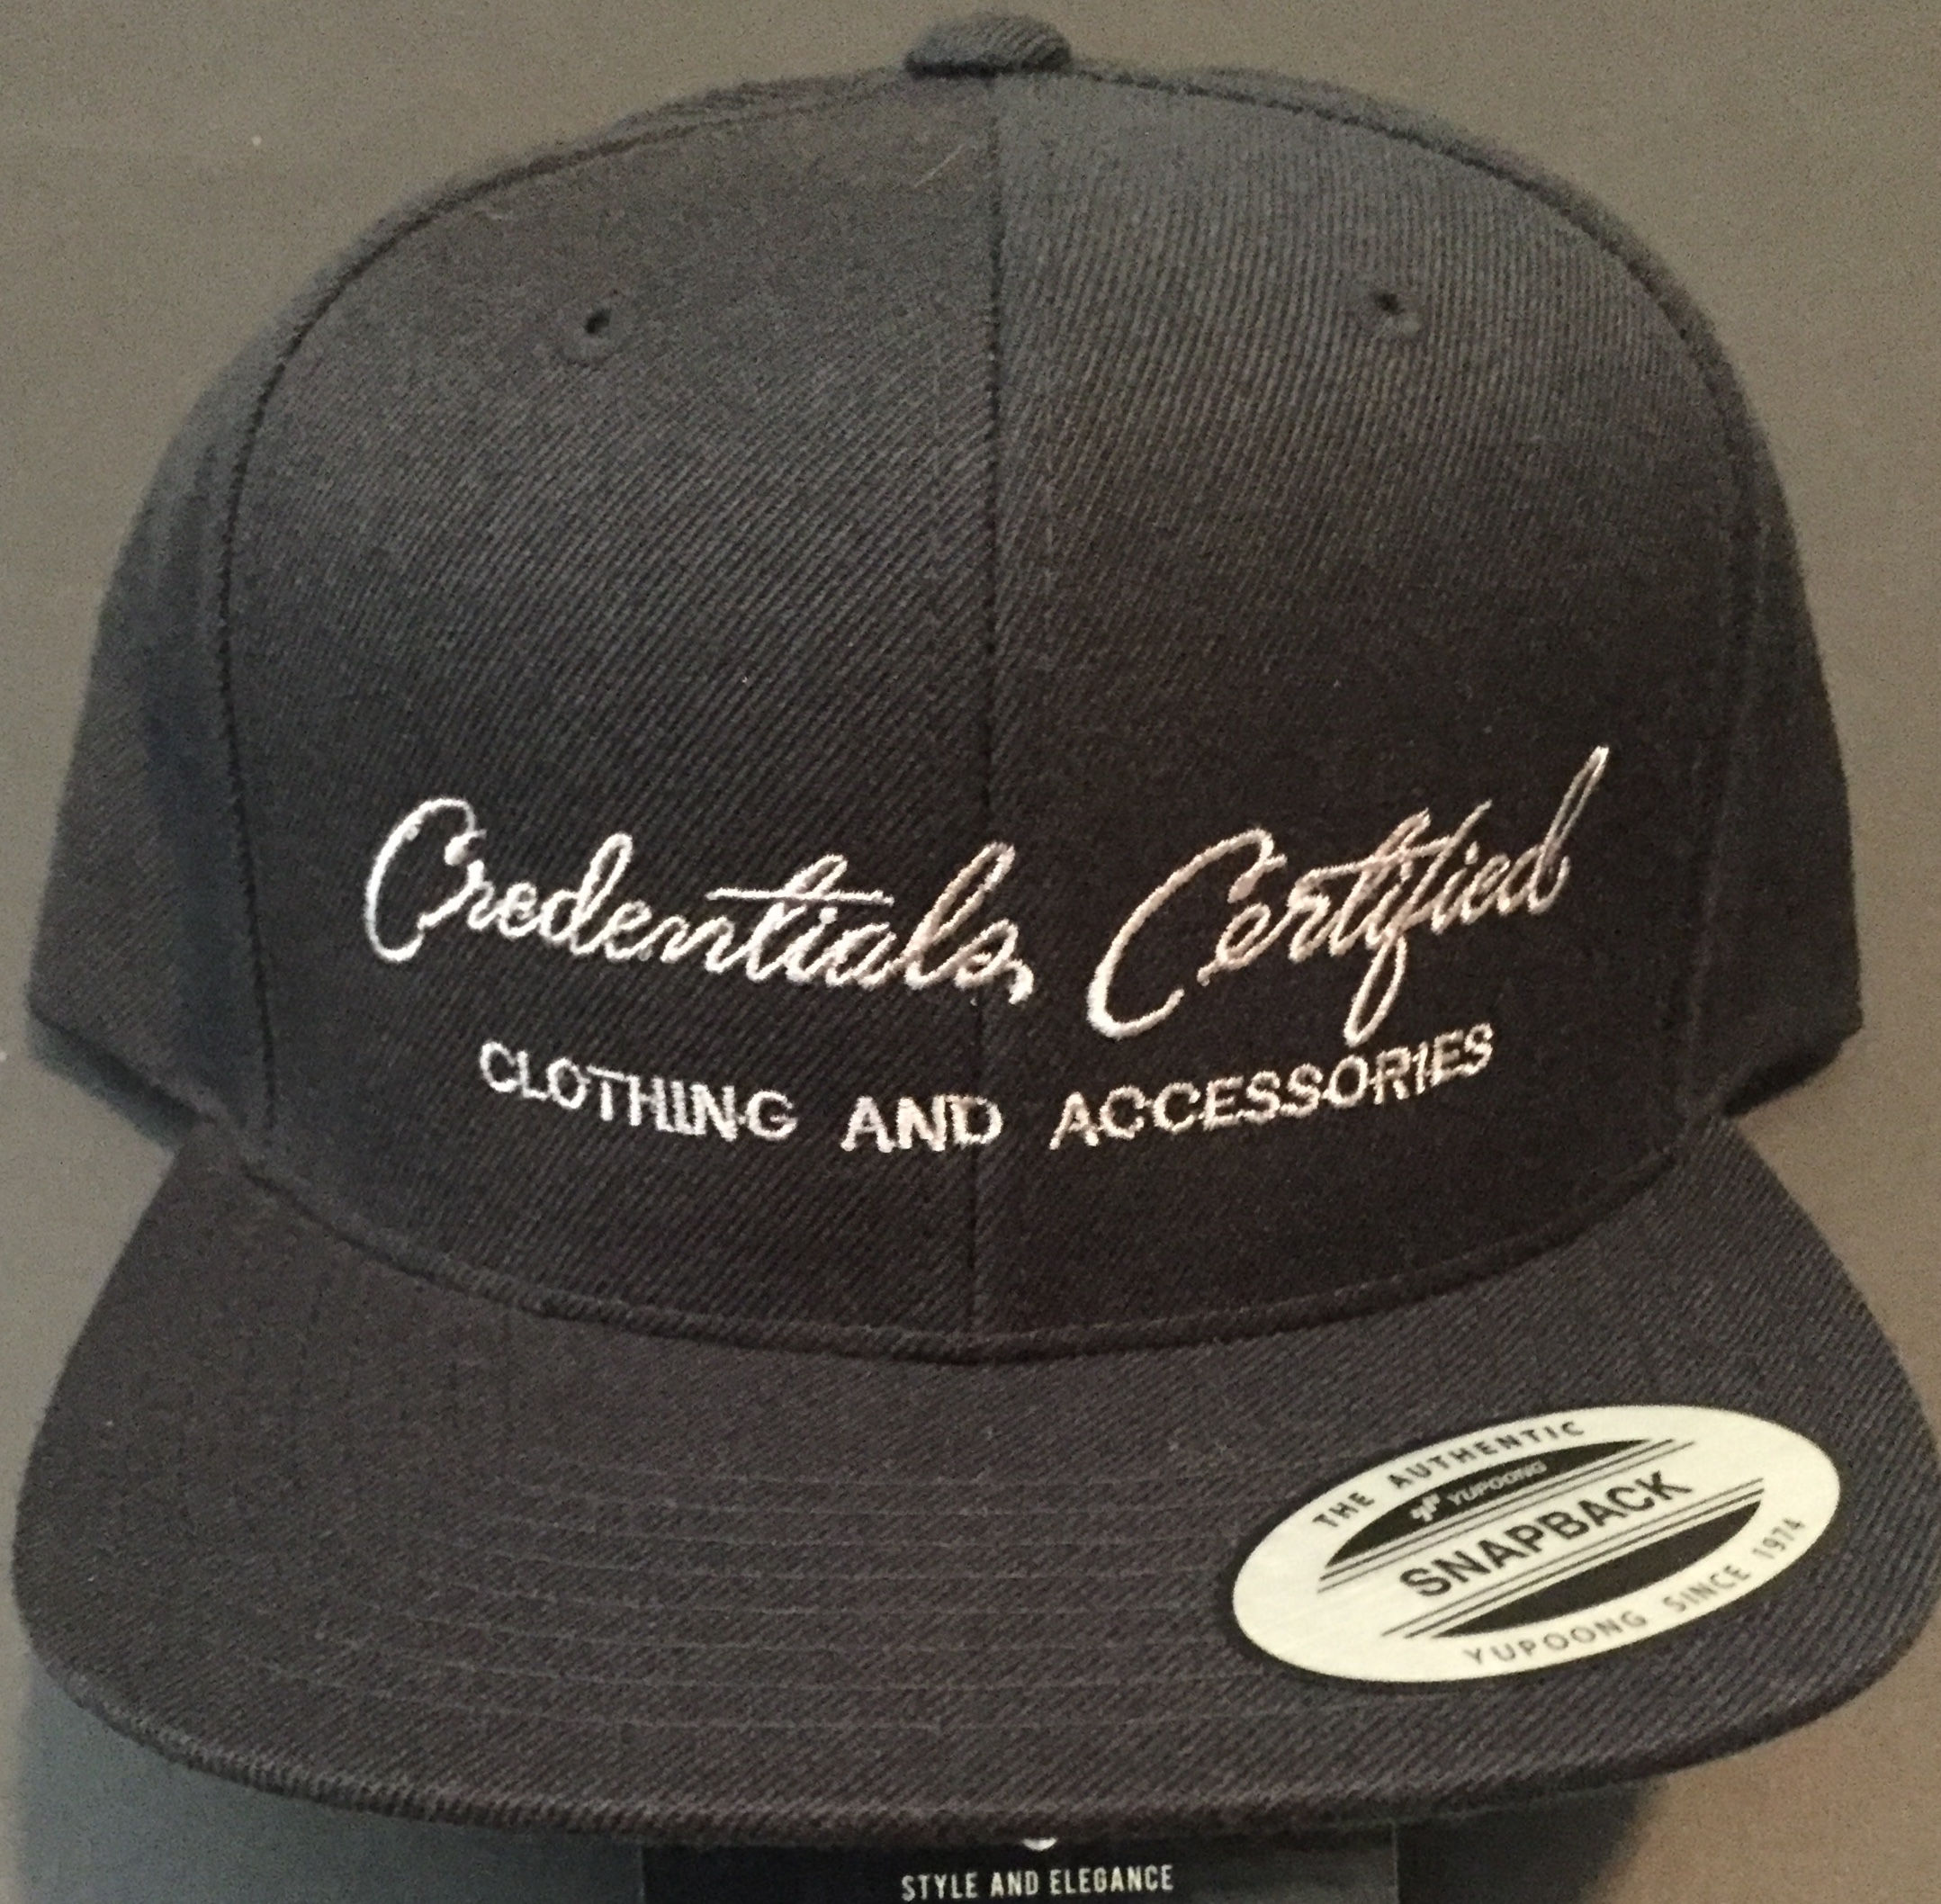 Credentials, Certified
CLOTHING AND ACCESSORIES
THE AUTHENTIC
YUPOONG
SNAPBACK
YUPOONG SINCE 1974
STYLE AND ELEGANCE